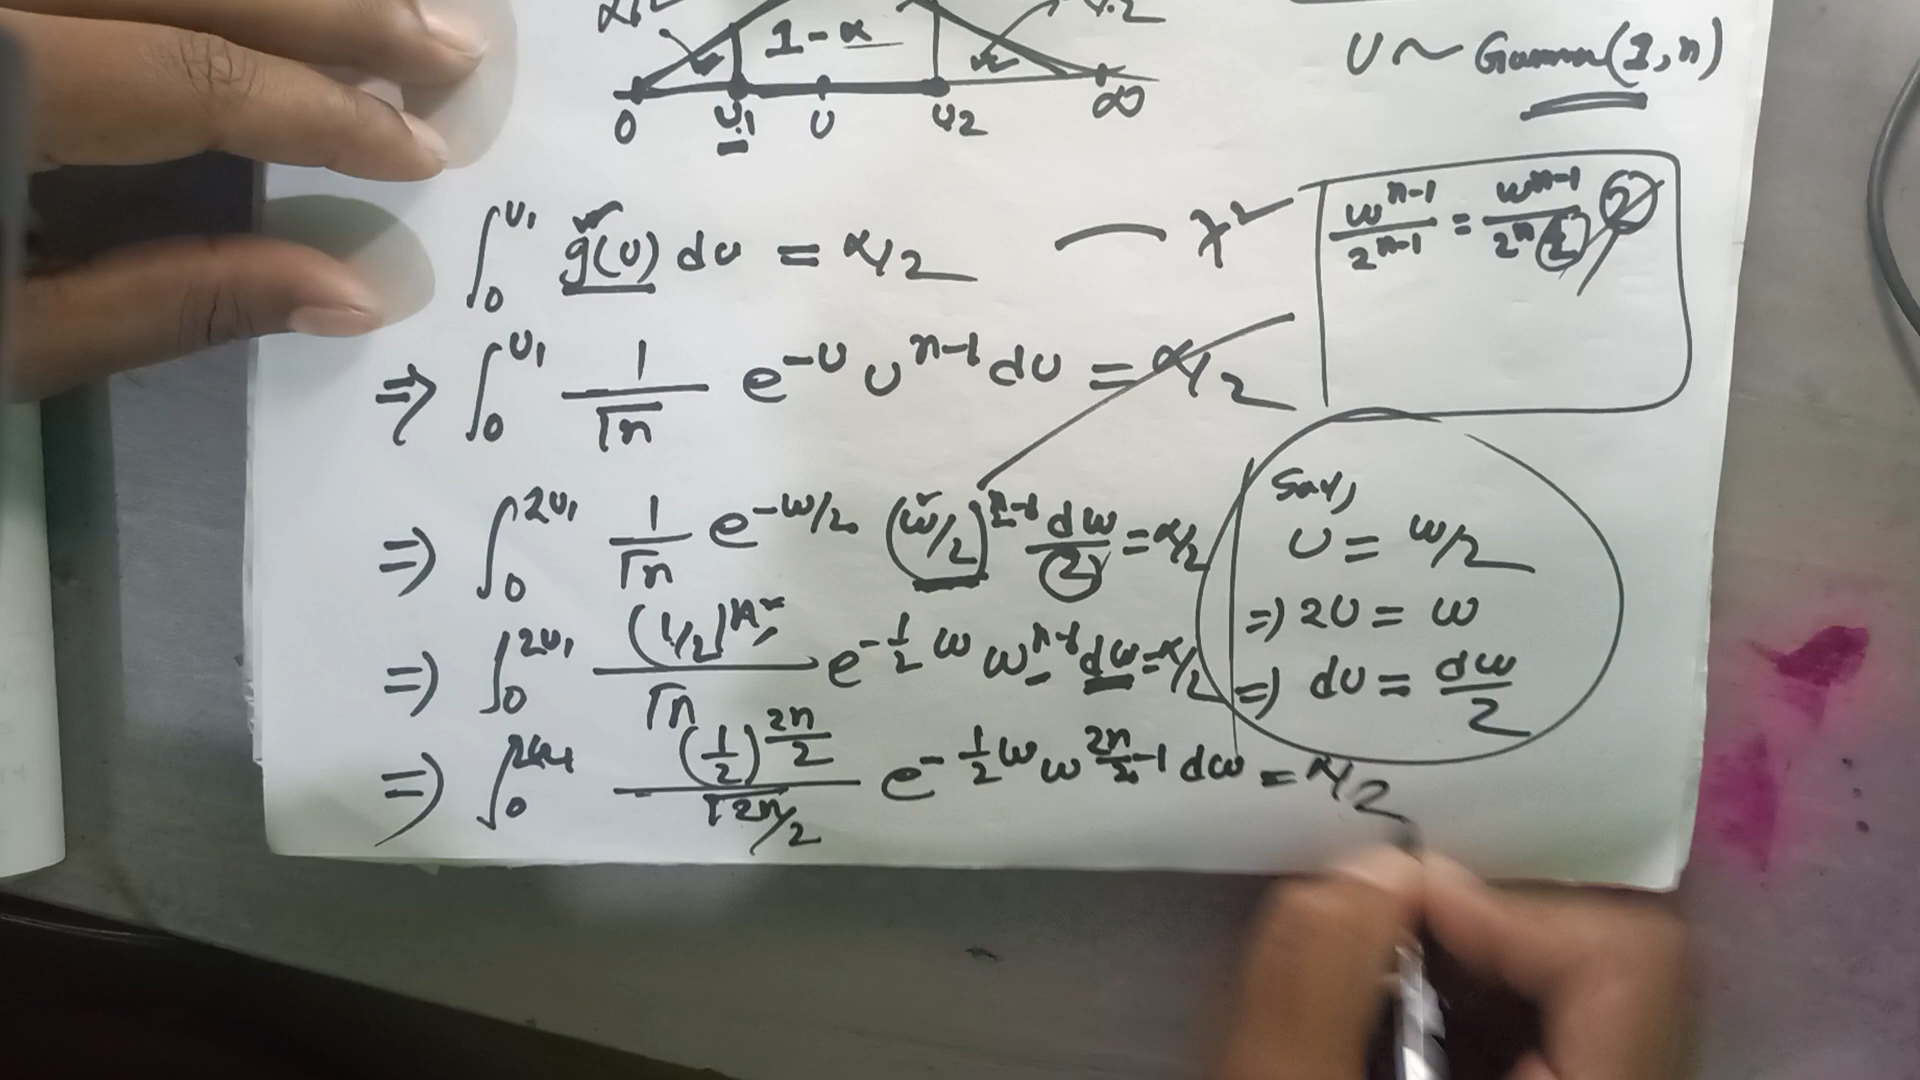 1-α
U ~ Gamma(1, n)
0 u₁ U u₂ ∞
∫₀^{u₁} g(u) du = α/2
χ²
w^{n-1}/2^{n-1} = w^{n-1}/2ⁿ
⇒ ∫₀^{u₁} 1/Γn e^{-u} u^{n-1} du = α/2
Say,
u = w/2
⇒ 2u = w
⇒ du = dw/2
⇒ ∫₀^{2u₁} 1/Γn e^{-w/2} (w/2)^{n-1} dw/2 = α/2
⇒ ∫₀^{2u₁} (1/2)ⁿ/Γn e^{-1/2 w} w^{n-1} dw = α/2
⇒ ∫₀^{2u₁} (1/2)^{2n/2}/Γ2n/2 e^{-1/2 w} w^{2n/2 -1} dw = α/2